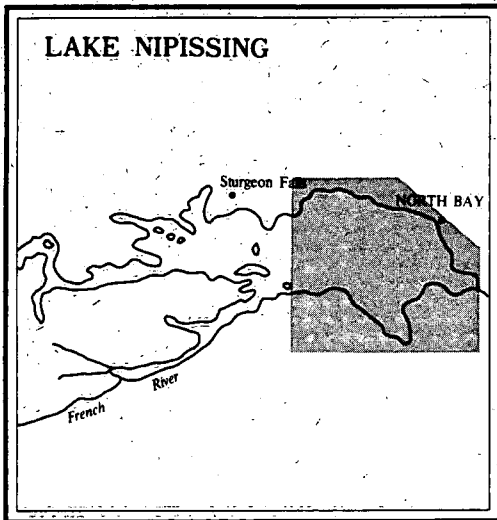 LAKE NIPISSING
Sturgeon Falls
NORTH BAY
River
French